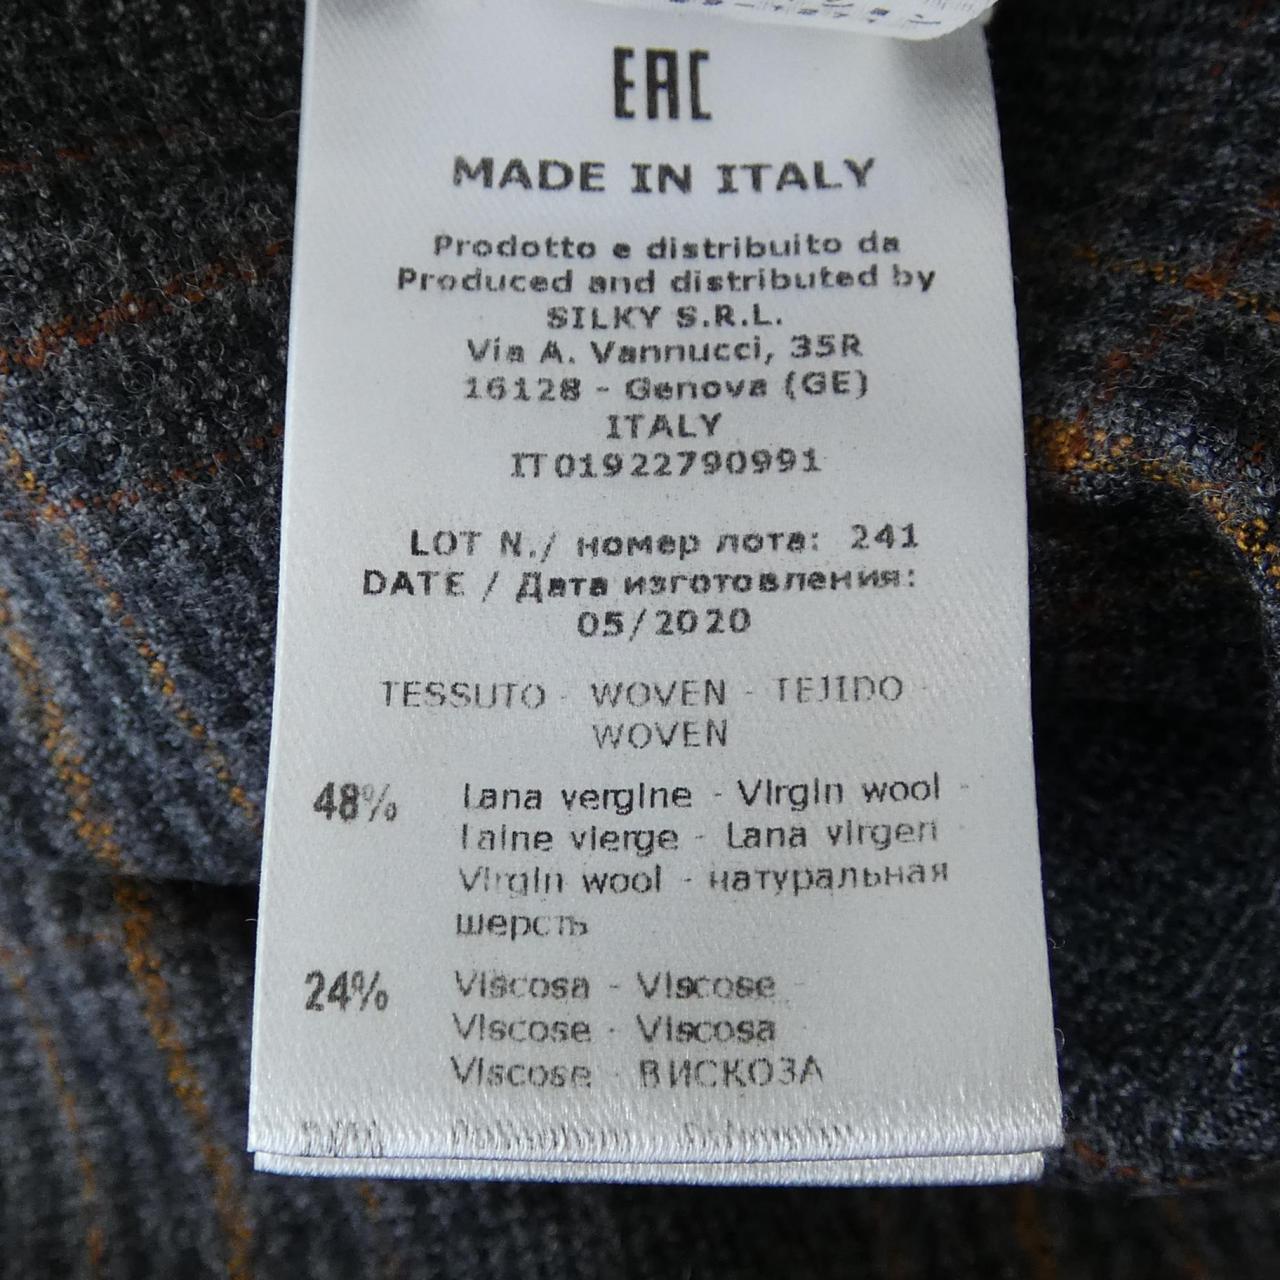 EAC
MADE IN ITALY
Prodotto e distribuito da
Produced and distributed by
SILKY S.R.L.
Via A. Vannucci, 35R
16128 - Genova (GE)
ITALY
IT01922790991
LOT N./ номер лота: 241
DATE / Дата изготовления:
05/2020
TESSUTO - WOVEN - TEJIDO -
WOVEN
48% Lana vergine - Virgin wool -
Laine vierge - Lana virgen
Virgin wool - натуральная
шерсть
24% Viscosa - Viscose -
Viscose - Viscosa
Viscose - ВИСКОЗА